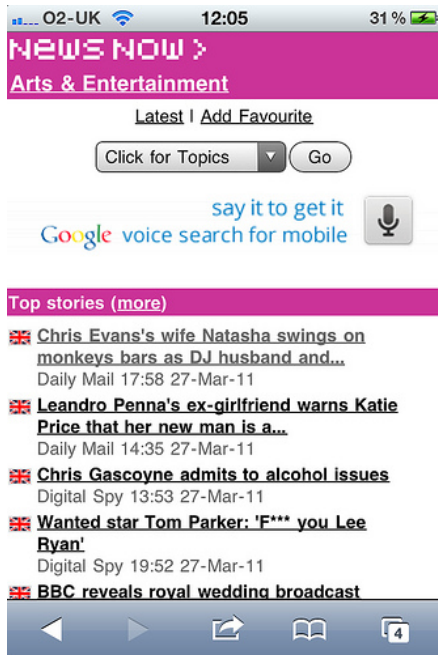 O2-UK 12:05 31 %
NEWS NOW >
Arts & Entertainment
Latest | Add Favourite
Click for Topics Go
say it to get it
Google voice search for mobile
Top stories (more)
Chris Evans's wife Natasha swings on
monkeys bars as DJ husband and...
Daily Mail 17:58 27-Mar-11
Leandro Penna's ex-girlfriend warns Katie
Price that her new man is a...
Daily Mail 14:35 27-Mar-11
Chris Gascoyne admits to alcohol issues
Digital Spy 13:53 27-Mar-11
Wanted star Tom Parker: 'F*** you Lee
Ryan'
Digital Spy 19:52 27-Mar-11
BBC reveals royal wedding broadcast
4